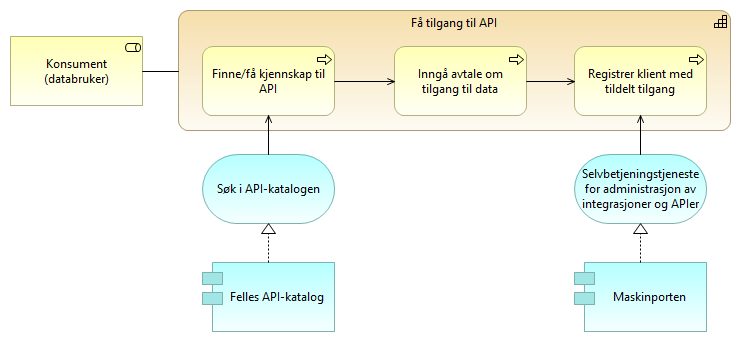 Få tilgang til API
Konsument
(databruker)
Finne/få kjennskap til
API
Inngå avtale om
tilgang til data
Registrer klient med
tildelt tilgang
Søk i API-katalogen
Selvbetjeningstjeneste
for administrasjon av
integrasjoner og APIer
Felles API-katalog
Maskinporten